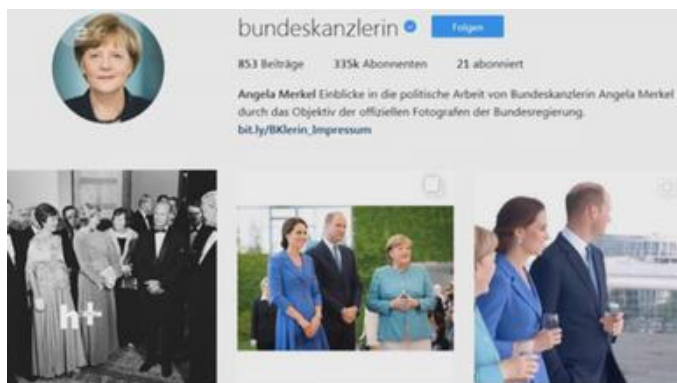 bundeskanzlerin
Folgen
853 Beiträge 335k Abonnenten 21 abonniert
Angela Merkel Einblicke in die politische Arbeit von Bundeskanzlerin Angela Merkel
durch das Objektiv der offiziellen Fotografen der Bundesregierung.
bit.ly/BKlerin_Impressum
h+